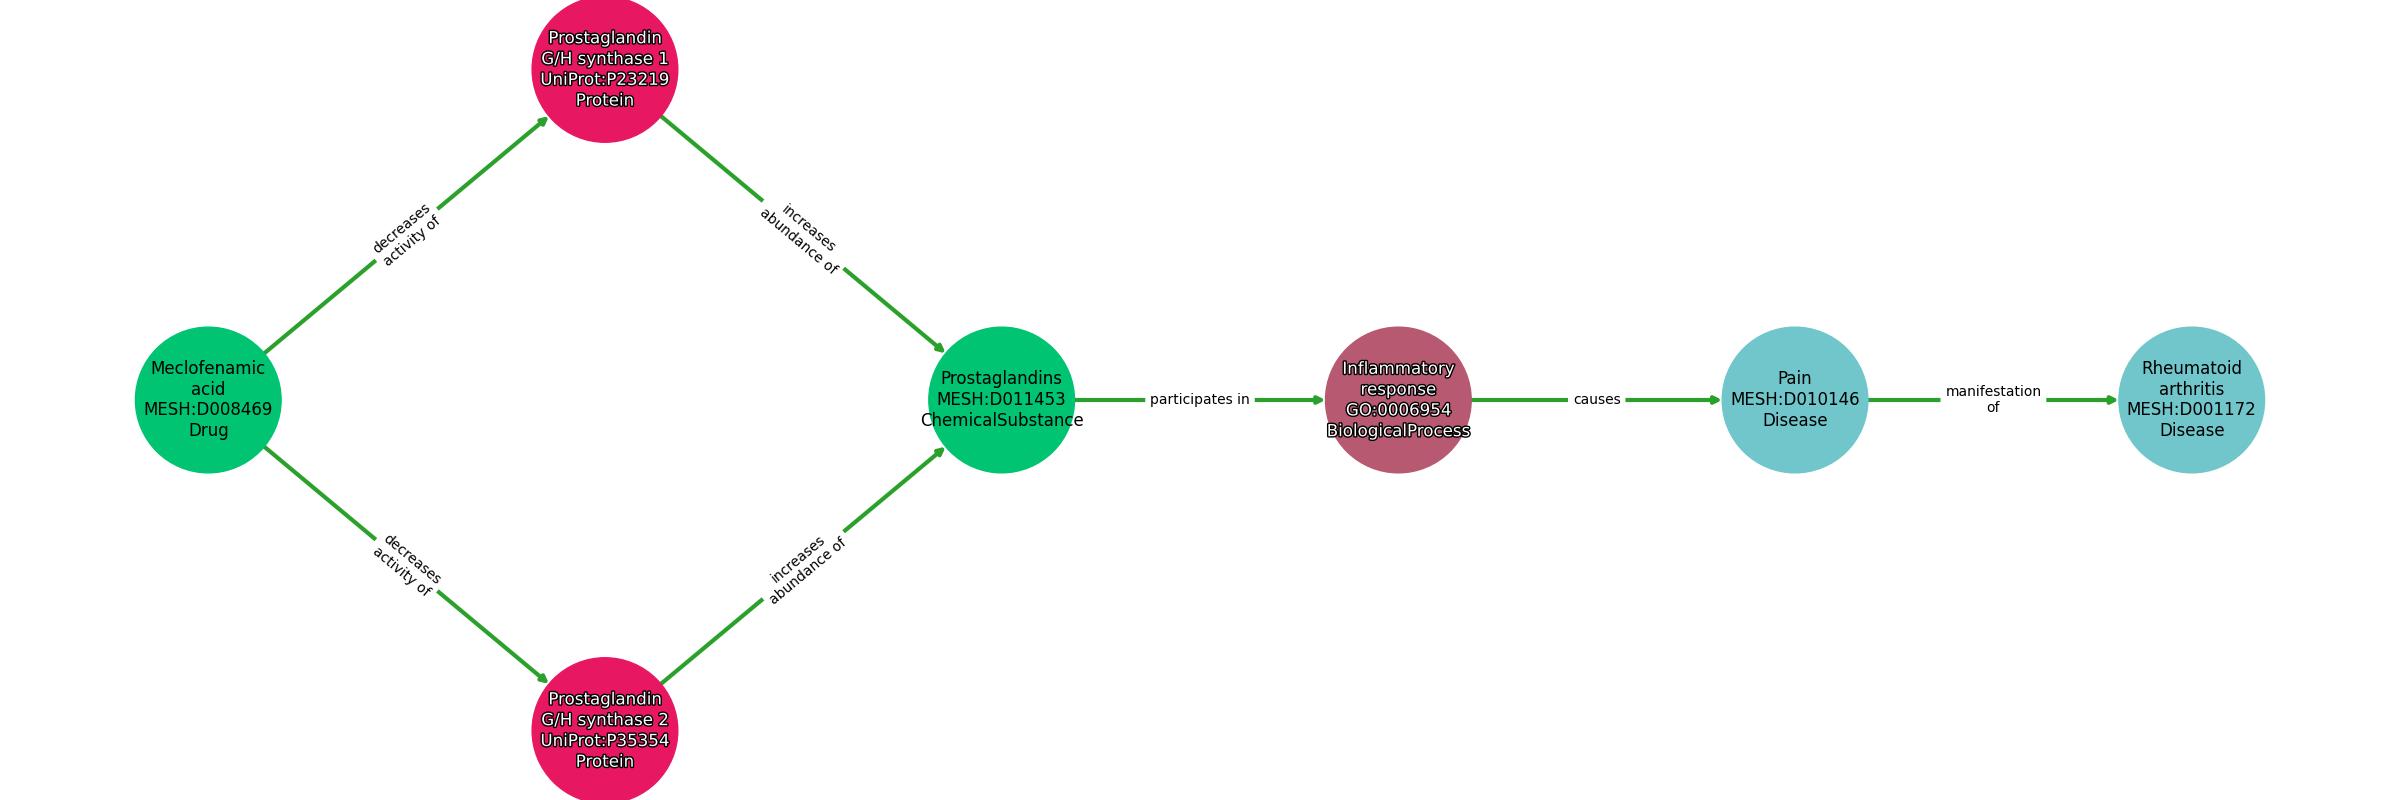 Prostaglandin
G/H synthase 1
UniProt:P23219
Protein
decreases
activity of
increases
abundance of
Meclofenamic
acid
MESH:D008469
Drug
Prostaglandins
MESH:D011453
ChemicalSubstance
participates in
Inflammatory
response
GO:0006954
BiologicalProcess
causes
Pain
MESH:D010146
Disease
manifestation
of
Rheumatoid
arthritis
MESH:D001172
Disease
decreases
activity of
increases
abundance of
Prostaglandin
G/H synthase 2
UniProt:P35354
Protein